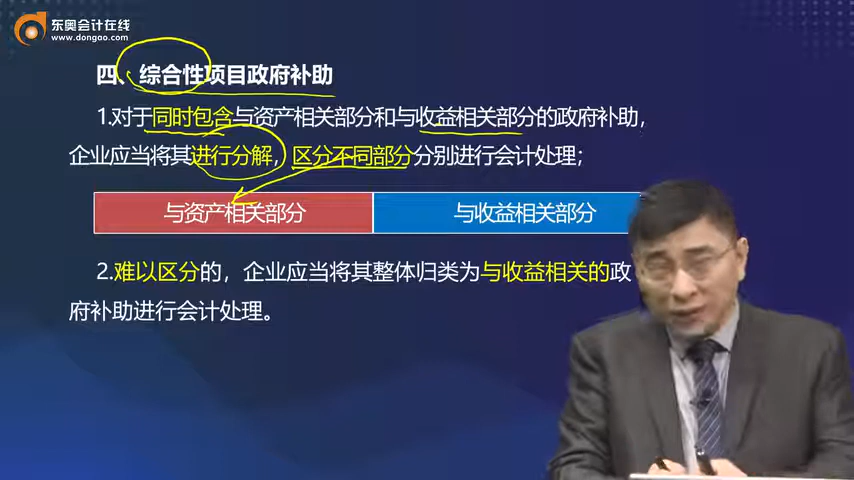 东奥会计在线
www.dongao.com
四、综合性项目政府补助
1.对于同时包含与资产相关部分和与收益相关部分的政府补助，
企业应当将其进行分解，区分不同部分分别进行会计处理；
与资产相关部分 与收益相关部分
2.难以区分的，企业应当将其整体归类为与收益相关的政
府补助进行会计处理。